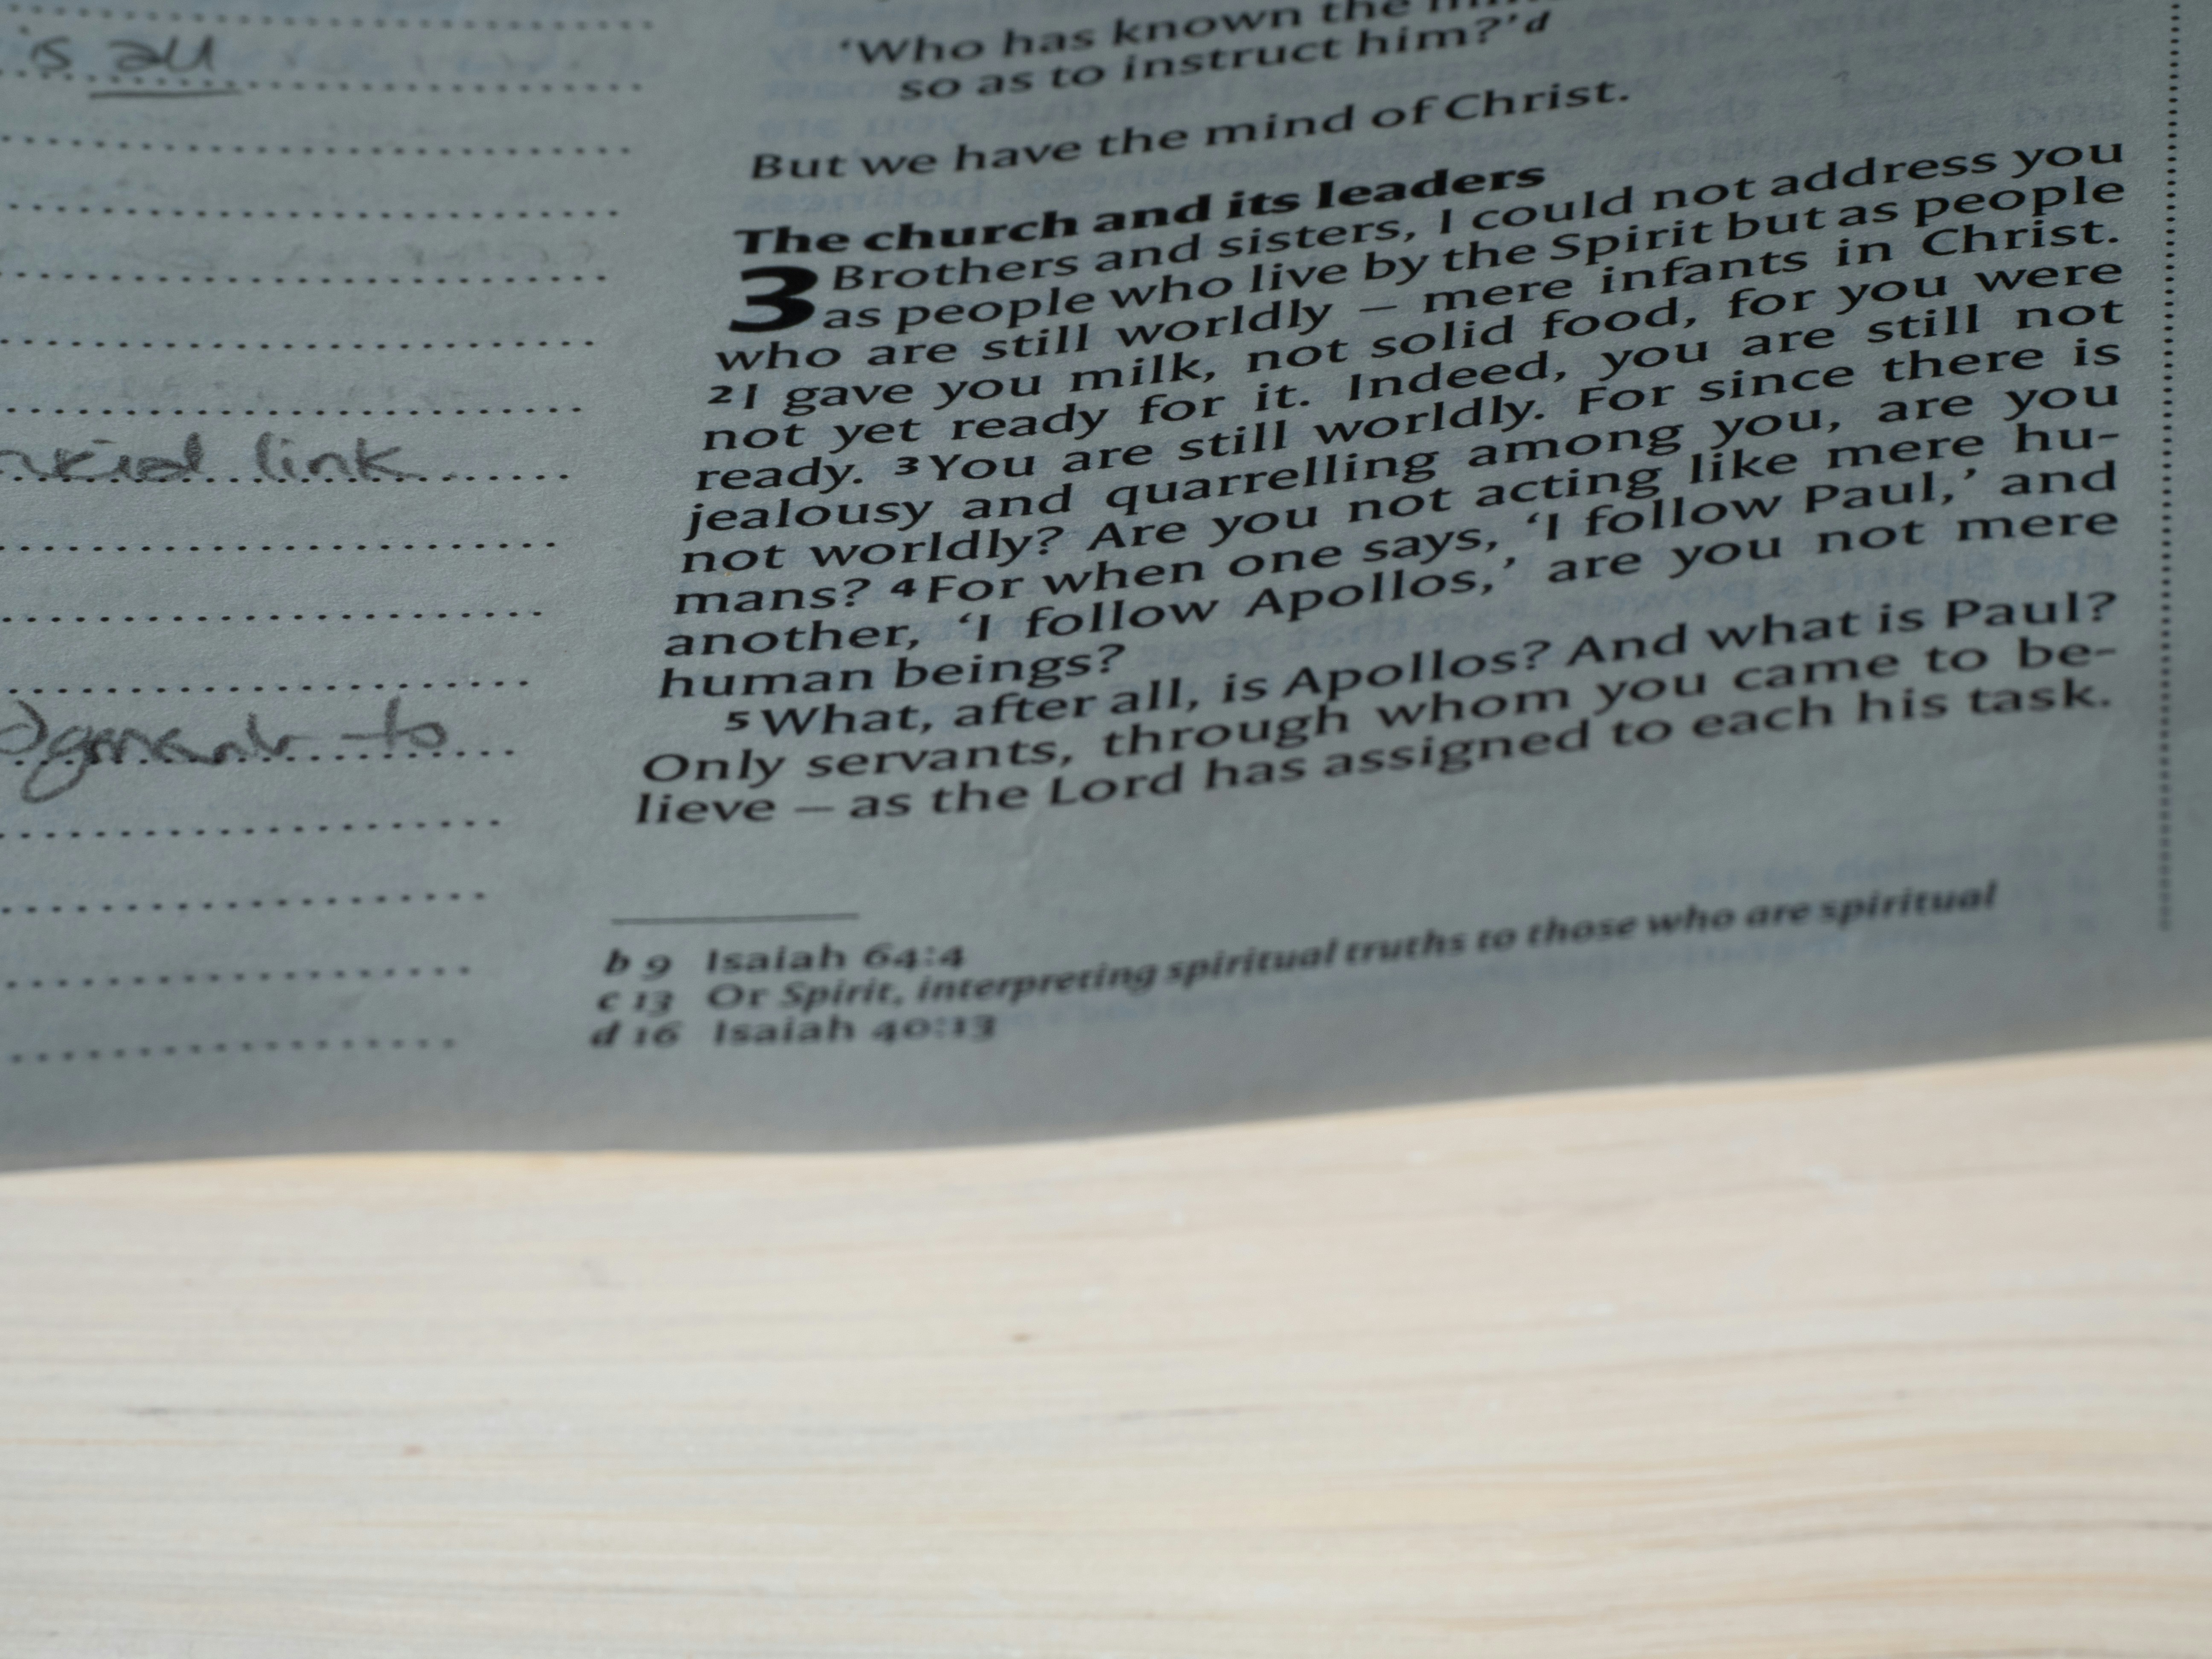 is all
crucial link
to
‘Who has known the
so as to instruct him?’ d
But we have the mind of Christ.
The church and its leaders
3 Brothers and sisters, I could not address you
as people who live by the Spirit but as people
who are still worldly – mere infants in Christ.
2 I gave you milk, not solid food, for you were
not yet ready for it. Indeed, you are still not
ready. 3 You are still worldly. For since there is
jealousy and quarrelling among you, are you
not worldly? Are you not acting like mere hu-
mans? 4 For when one says, ‘I follow Paul,’ and
another, ‘I follow Apollos,’ are you not mere
human beings?
5 What, after all, is Apollos? And what is Paul?
Only servants, through whom you came to be-
lieve – as the Lord has assigned to each his task.
b 9 Isaiah 64:4
c 13 Or Spirit, interpreting spiritual truths to those who are spiritual
d 16 Isaiah 40:13